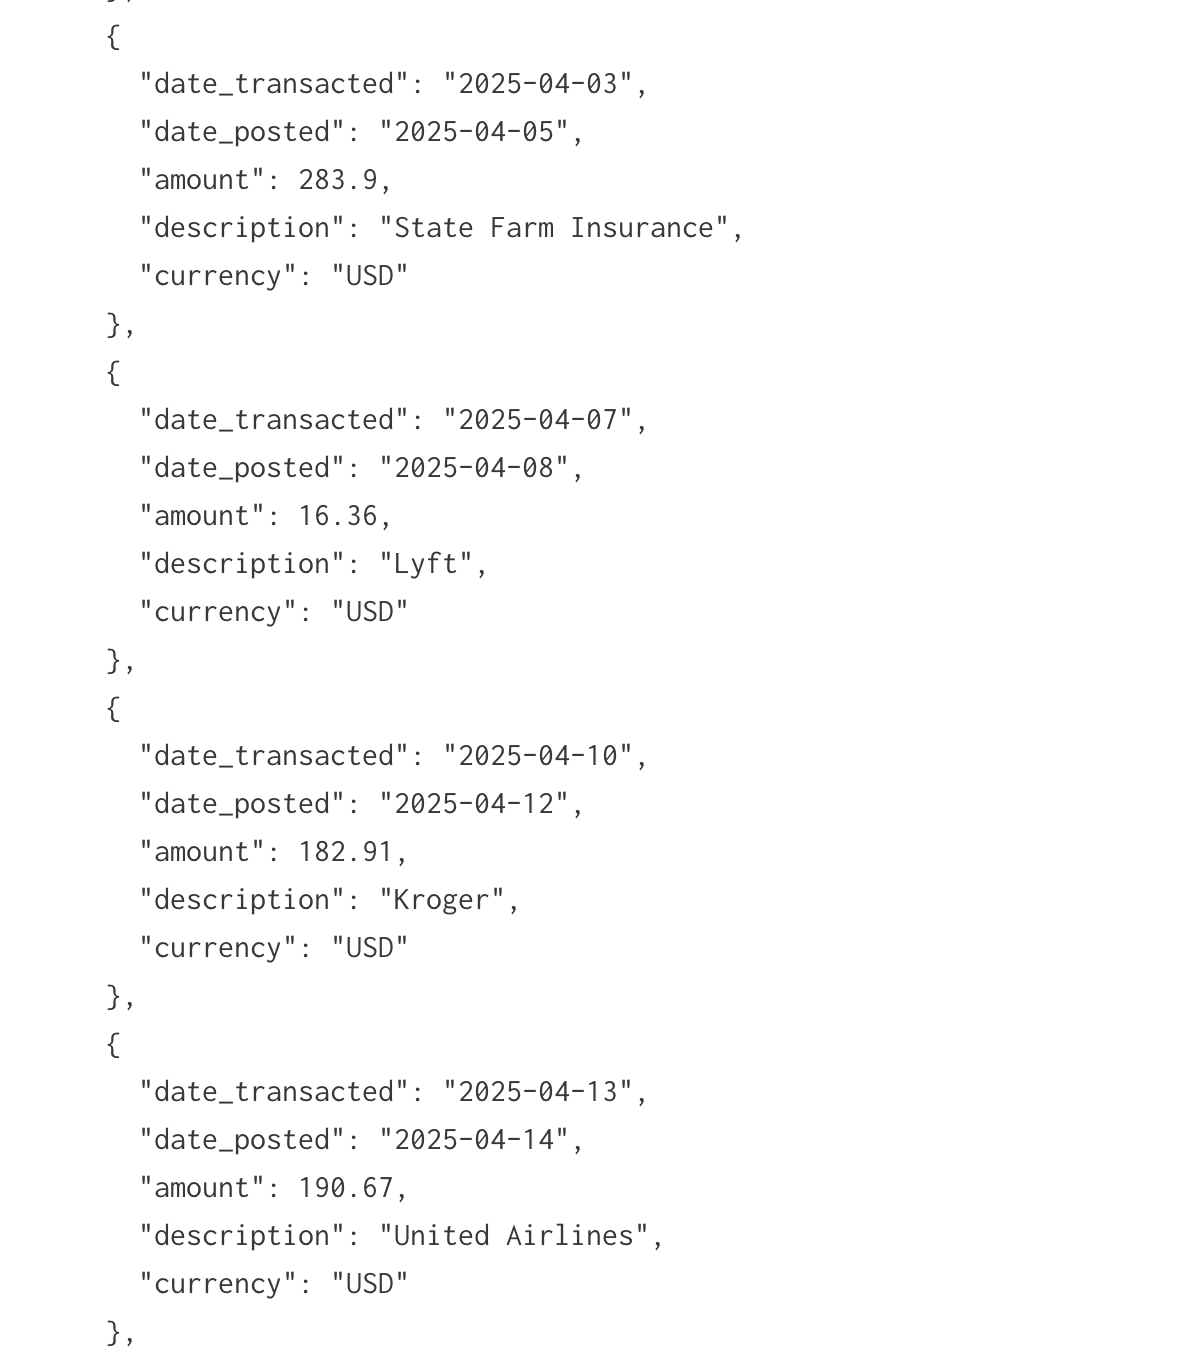 },
{
"date_transacted": "2025-04-03",
"date_posted": "2025-04-05",
"amount": 283.9,
"description": "State Farm Insurance",
"currency": "USD"
},
{
"date_transacted": "2025-04-07",
"date_posted": "2025-04-08",
"amount": 16.36,
"description": "Lyft",
"currency": "USD"
},
{
"date_transacted": "2025-04-10",
"date_posted": "2025-04-12",
"amount": 182.91,
"description": "Kroger",
"currency": "USD"
},
{
"date_transacted": "2025-04-13",
"date_posted": "2025-04-14",
"amount": 190.67,
"description": "United Airlines",
"currency": "USD"
},